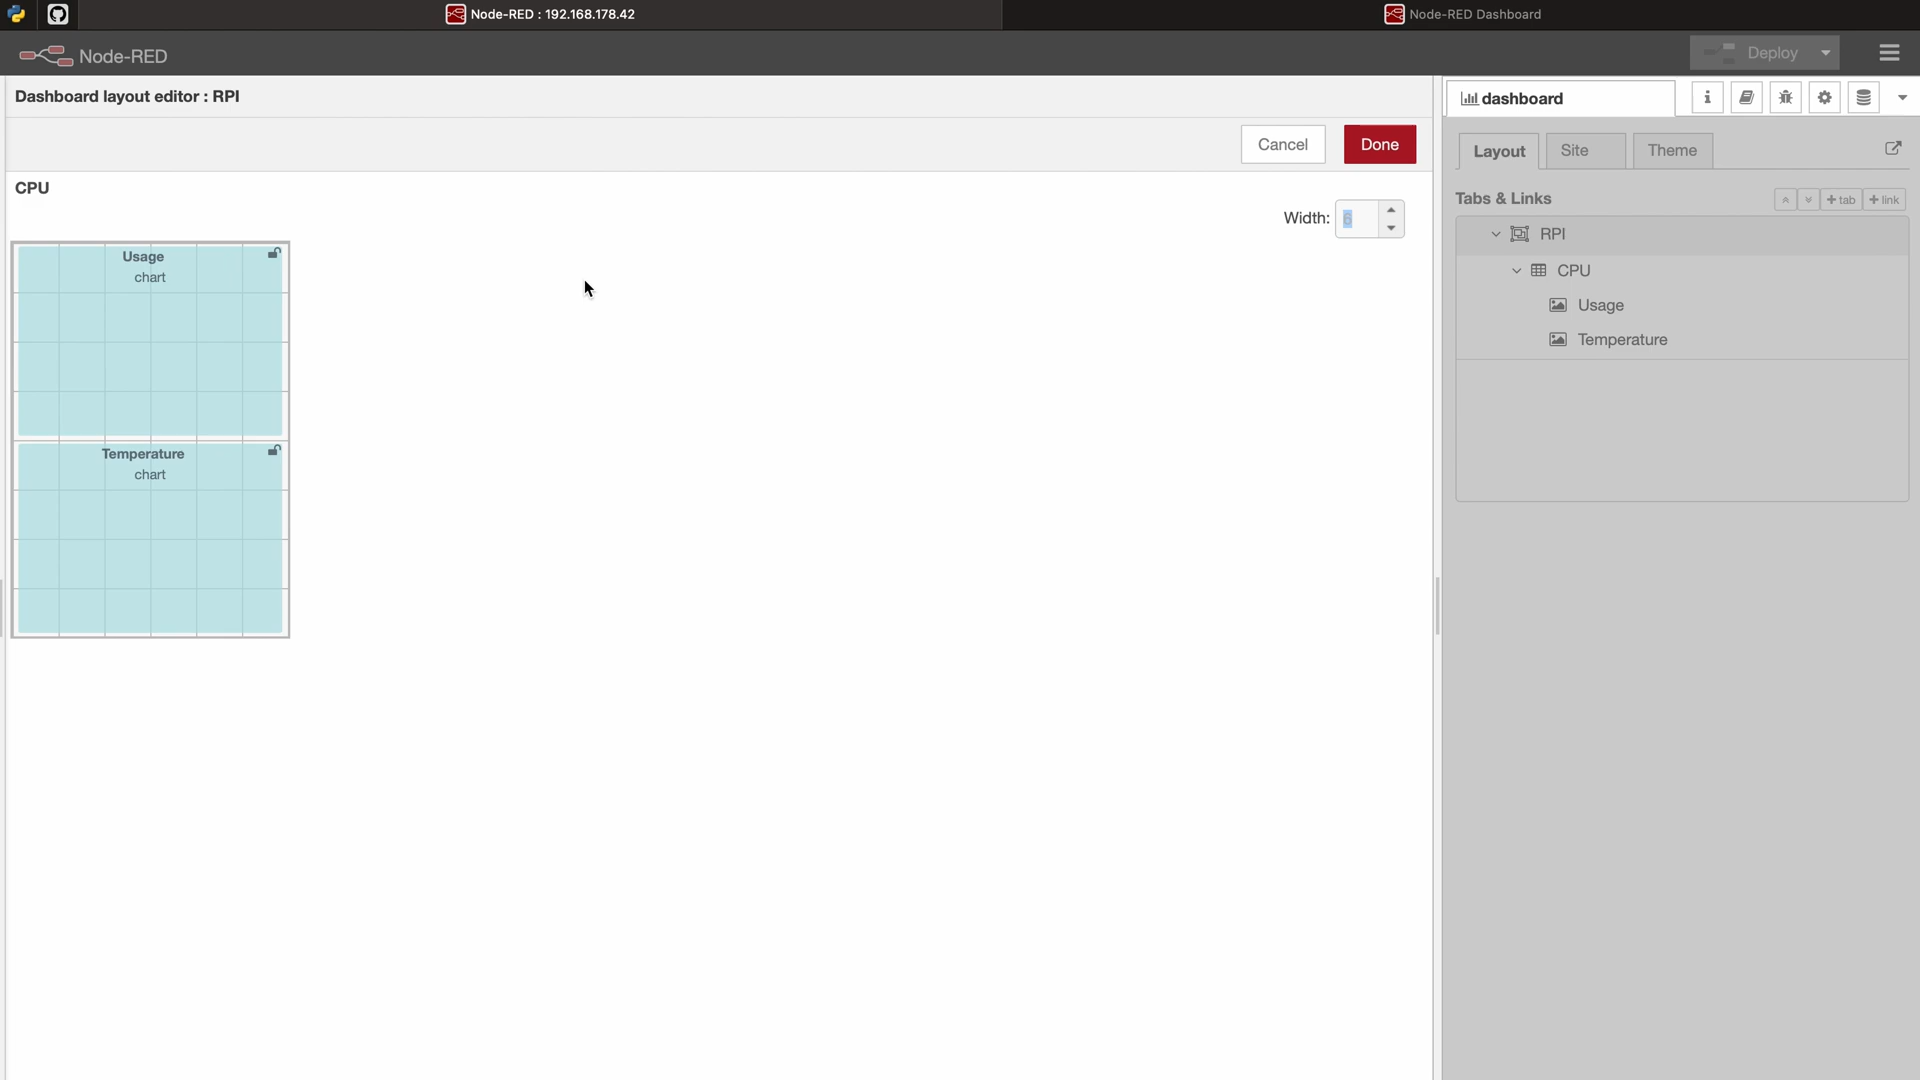 Node-RED : 192.168.178.42
Node-RED Dashboard
Node-RED
Deploy
Dashboard layout editor : RPI
dashboard
i
Cancel
Done
Layout
Site
Theme
CPU
Tabs & Links
tab
link
Width: 6
RPI
CPU
Usage
Temperature
Usage
chart
Temperature
chart